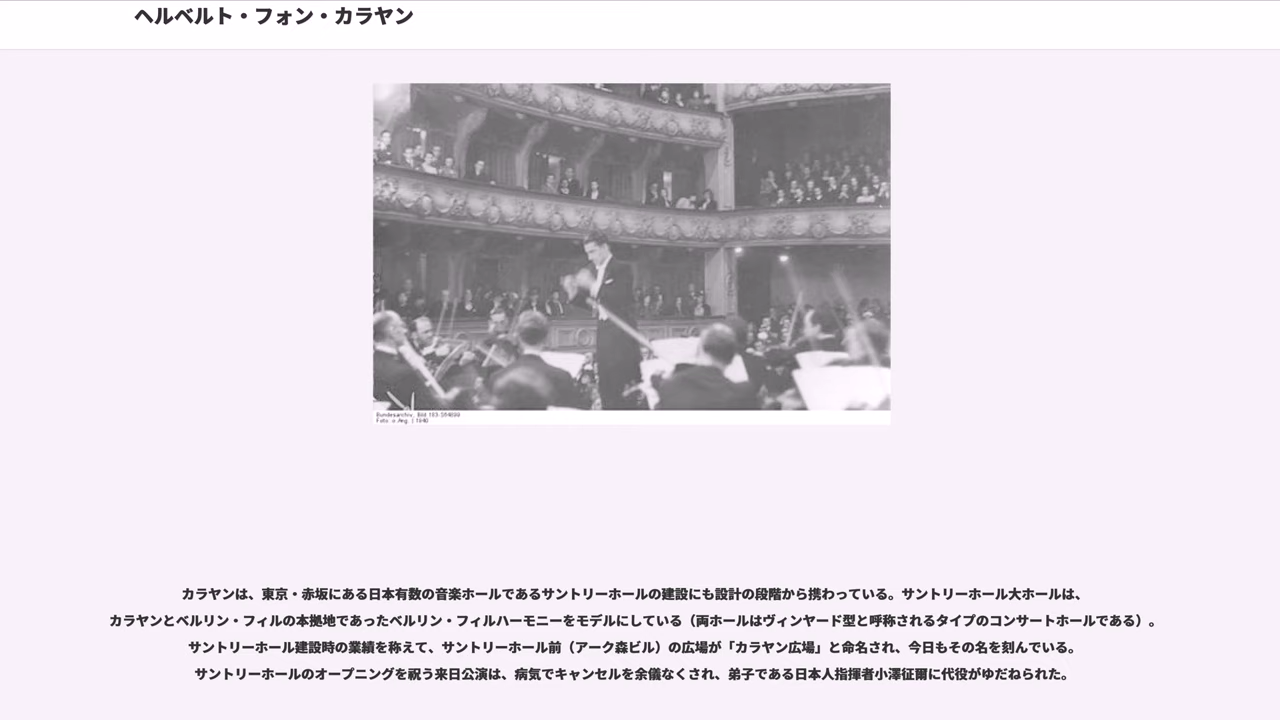 ヘルベルト・フォン・カラヤン
Bundesarchiv, Bild 183-S64099
Foto: o.Ang. | 1940
カラヤンは、東京・赤坂にある日本有数の音楽ホールであるサントリーホールの建設にも設計の段階から携わっている。サントリーホール大ホールは、
カラヤンとベルリン・フィルの本拠地であったベルリン・フィルハーモニーをモデルにしている（両ホールはヴィンヤード型と呼称されるタイプのコンサートホールである）。
サントリーホール建設時の業績を称えて、サントリーホール前（アーク森ビル）の広場が「カラヤン広場」と命名され、今日もその名を刻んでいる。
サントリーホールのオープニングを祝う来日公演は、病気でキャンセルを余儀なくされ、弟子である日本人指揮者小澤征爾に代役がゆだねられた。